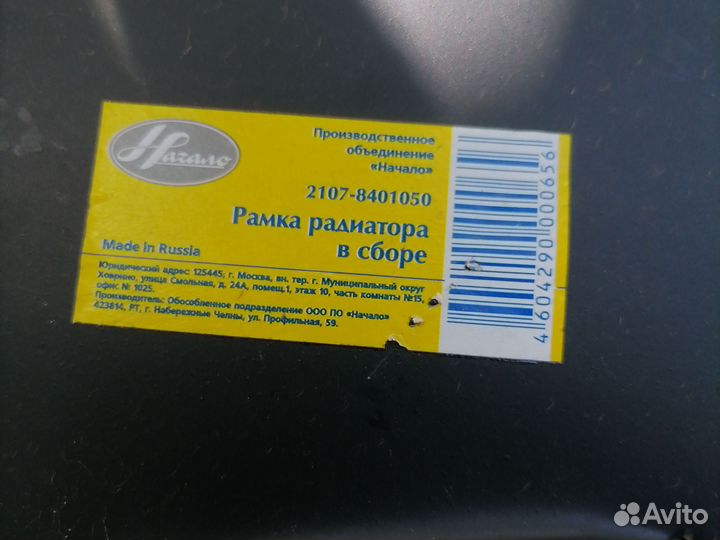 Начало
Производственное
объединение
«Начало»
2107-8401050
Рамка радиатора
в сборе
Made in Russia
Юридический адрес: 125445, г. Москва, вн. тер. г. Муниципальный округ
Ховрино, улица Смольная, д. 24А, помещ.1, этаж 10, часть комнаты №15,
офис № 1025.
Производитель: Обособленное подразделение ООО ПО «Начало»
423814, РТ, г. Набережные Челны, ул. Профильная, 59.
4 604290 000656
Avito